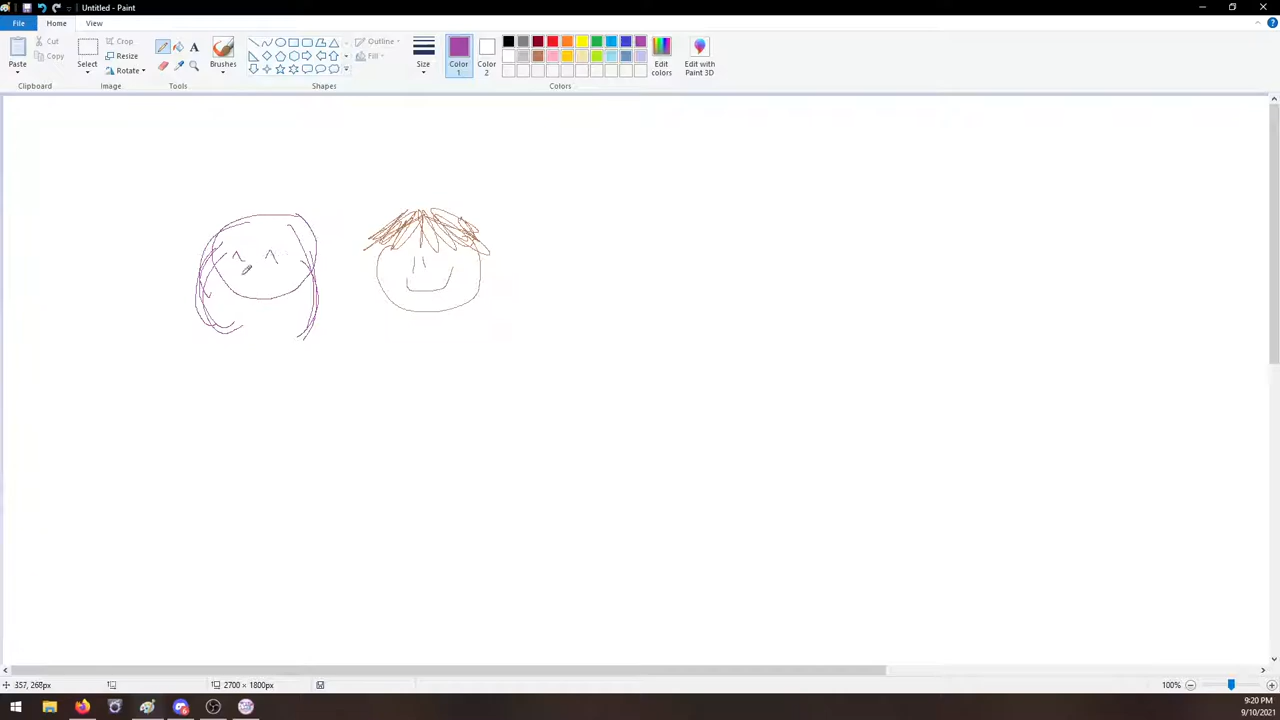 Untitled - Paint
File
Home
View
Paste
Cut
Copy
Clipboard
Select
Crop
Resize
Rotate
Image
Tools
A
Brushes
Outline
Fill
Shapes
Size
Color 1
Color 2
Edit colors
Edit with Paint 3D
Colors
357, 268px
2700 × 1800px
100%
9:20 PM
9/10/2021